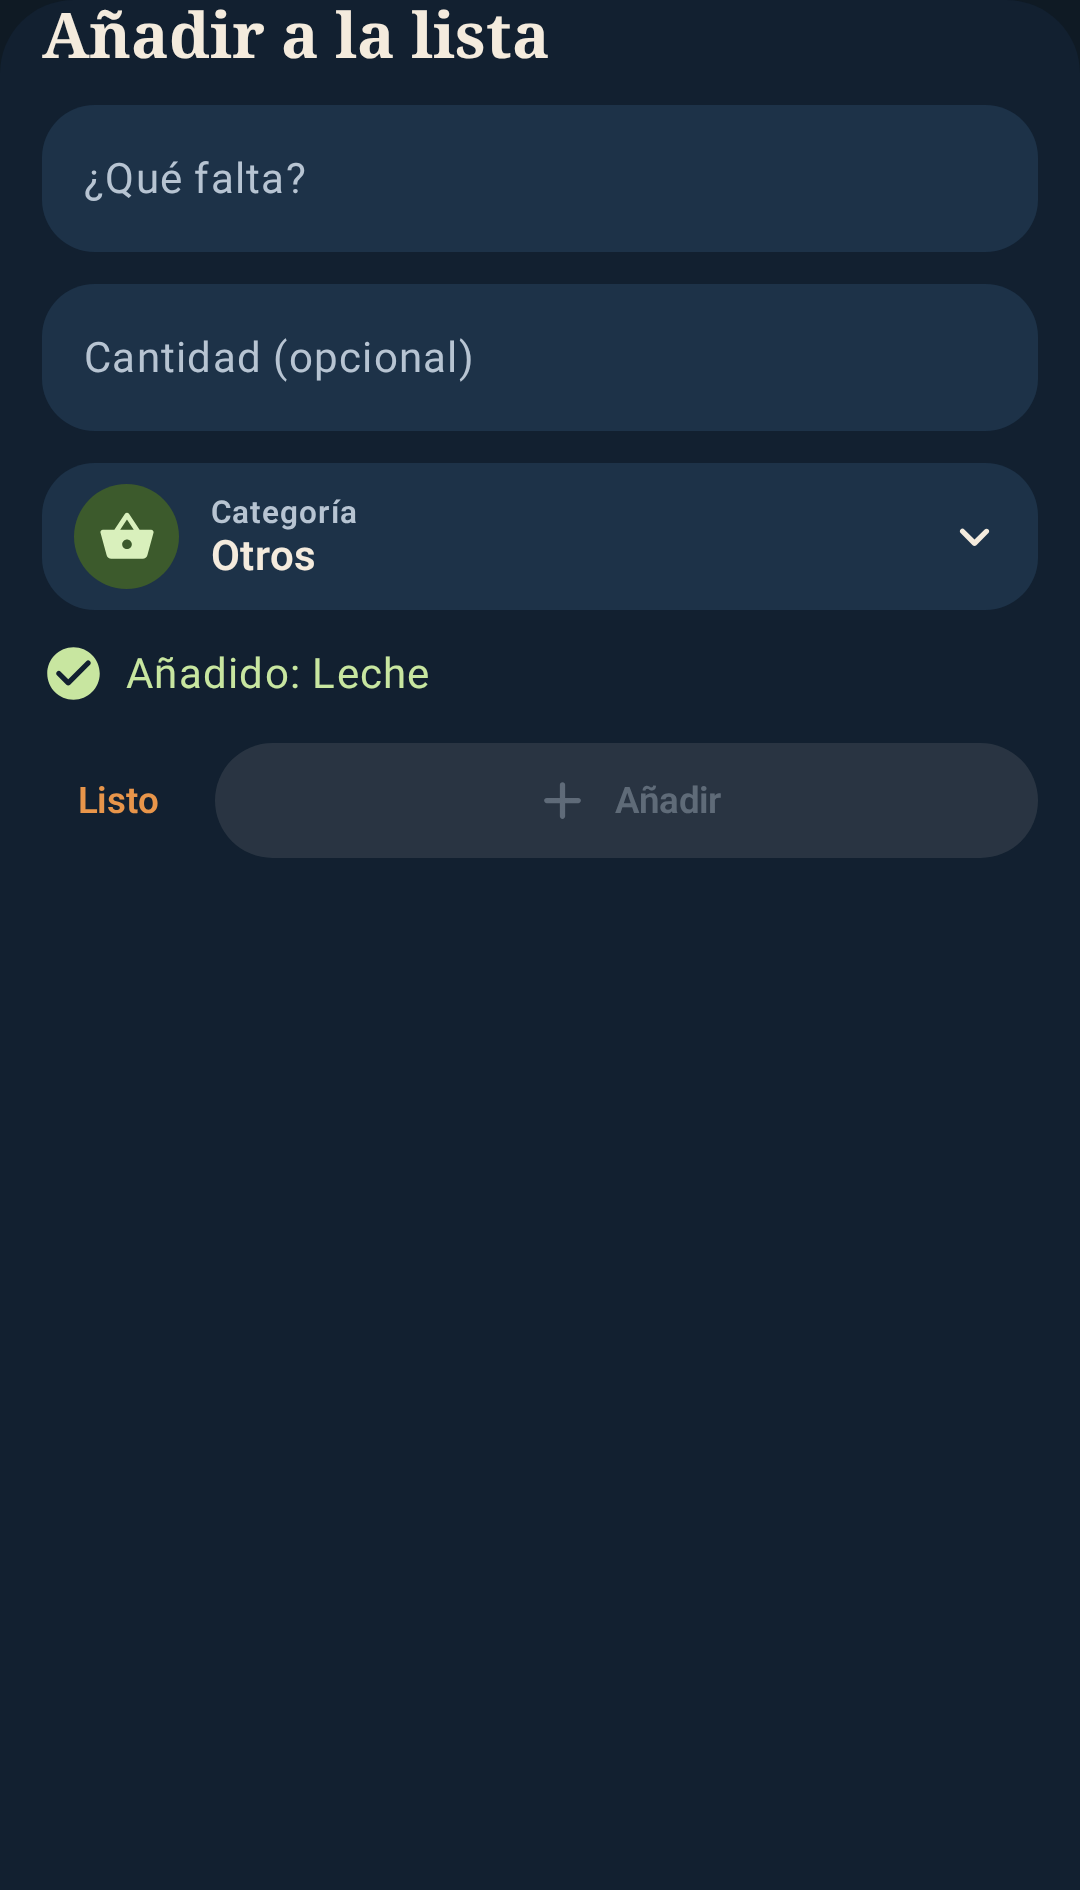 Añadir a la lista
¿Qué falta?
Cantidad (opcional)
Categoría
Otros
Añadido: Leche
Listo
Añadir